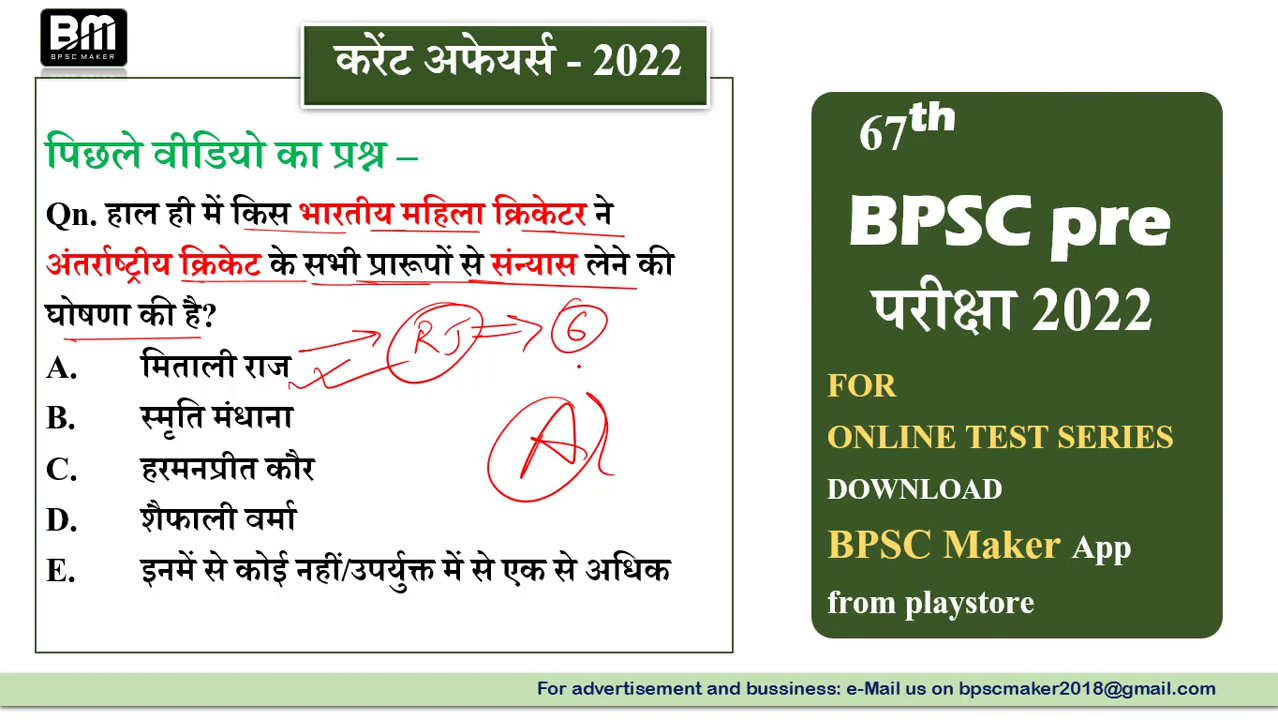 BM
BPSC MAKER
करेंट अफेयर्स - 2022
पिछले वीडियो का प्रश्न –
Qn. हाल ही में किस भारतीय महिला क्रिकेटर ने
अंतर्राष्ट्रीय क्रिकेट के सभी प्रारूपों से संन्यास लेने की
घोषणा की है?
RJ
6
A. मिताली राज
B. स्मृति मंधाना
A
C. हरमनप्रीत कौर
D. शैफाली वर्मा
E. इनमें से कोई नहीं/उपर्युक्त में से एक से अधिक
67th
BPSC pre
परीक्षा 2022
FOR
ONLINE TEST SERIES
DOWNLOAD
BPSC Maker App
from playstore
For advertisement and bussiness: e-Mail us on bpscmaker2018@gmail.com